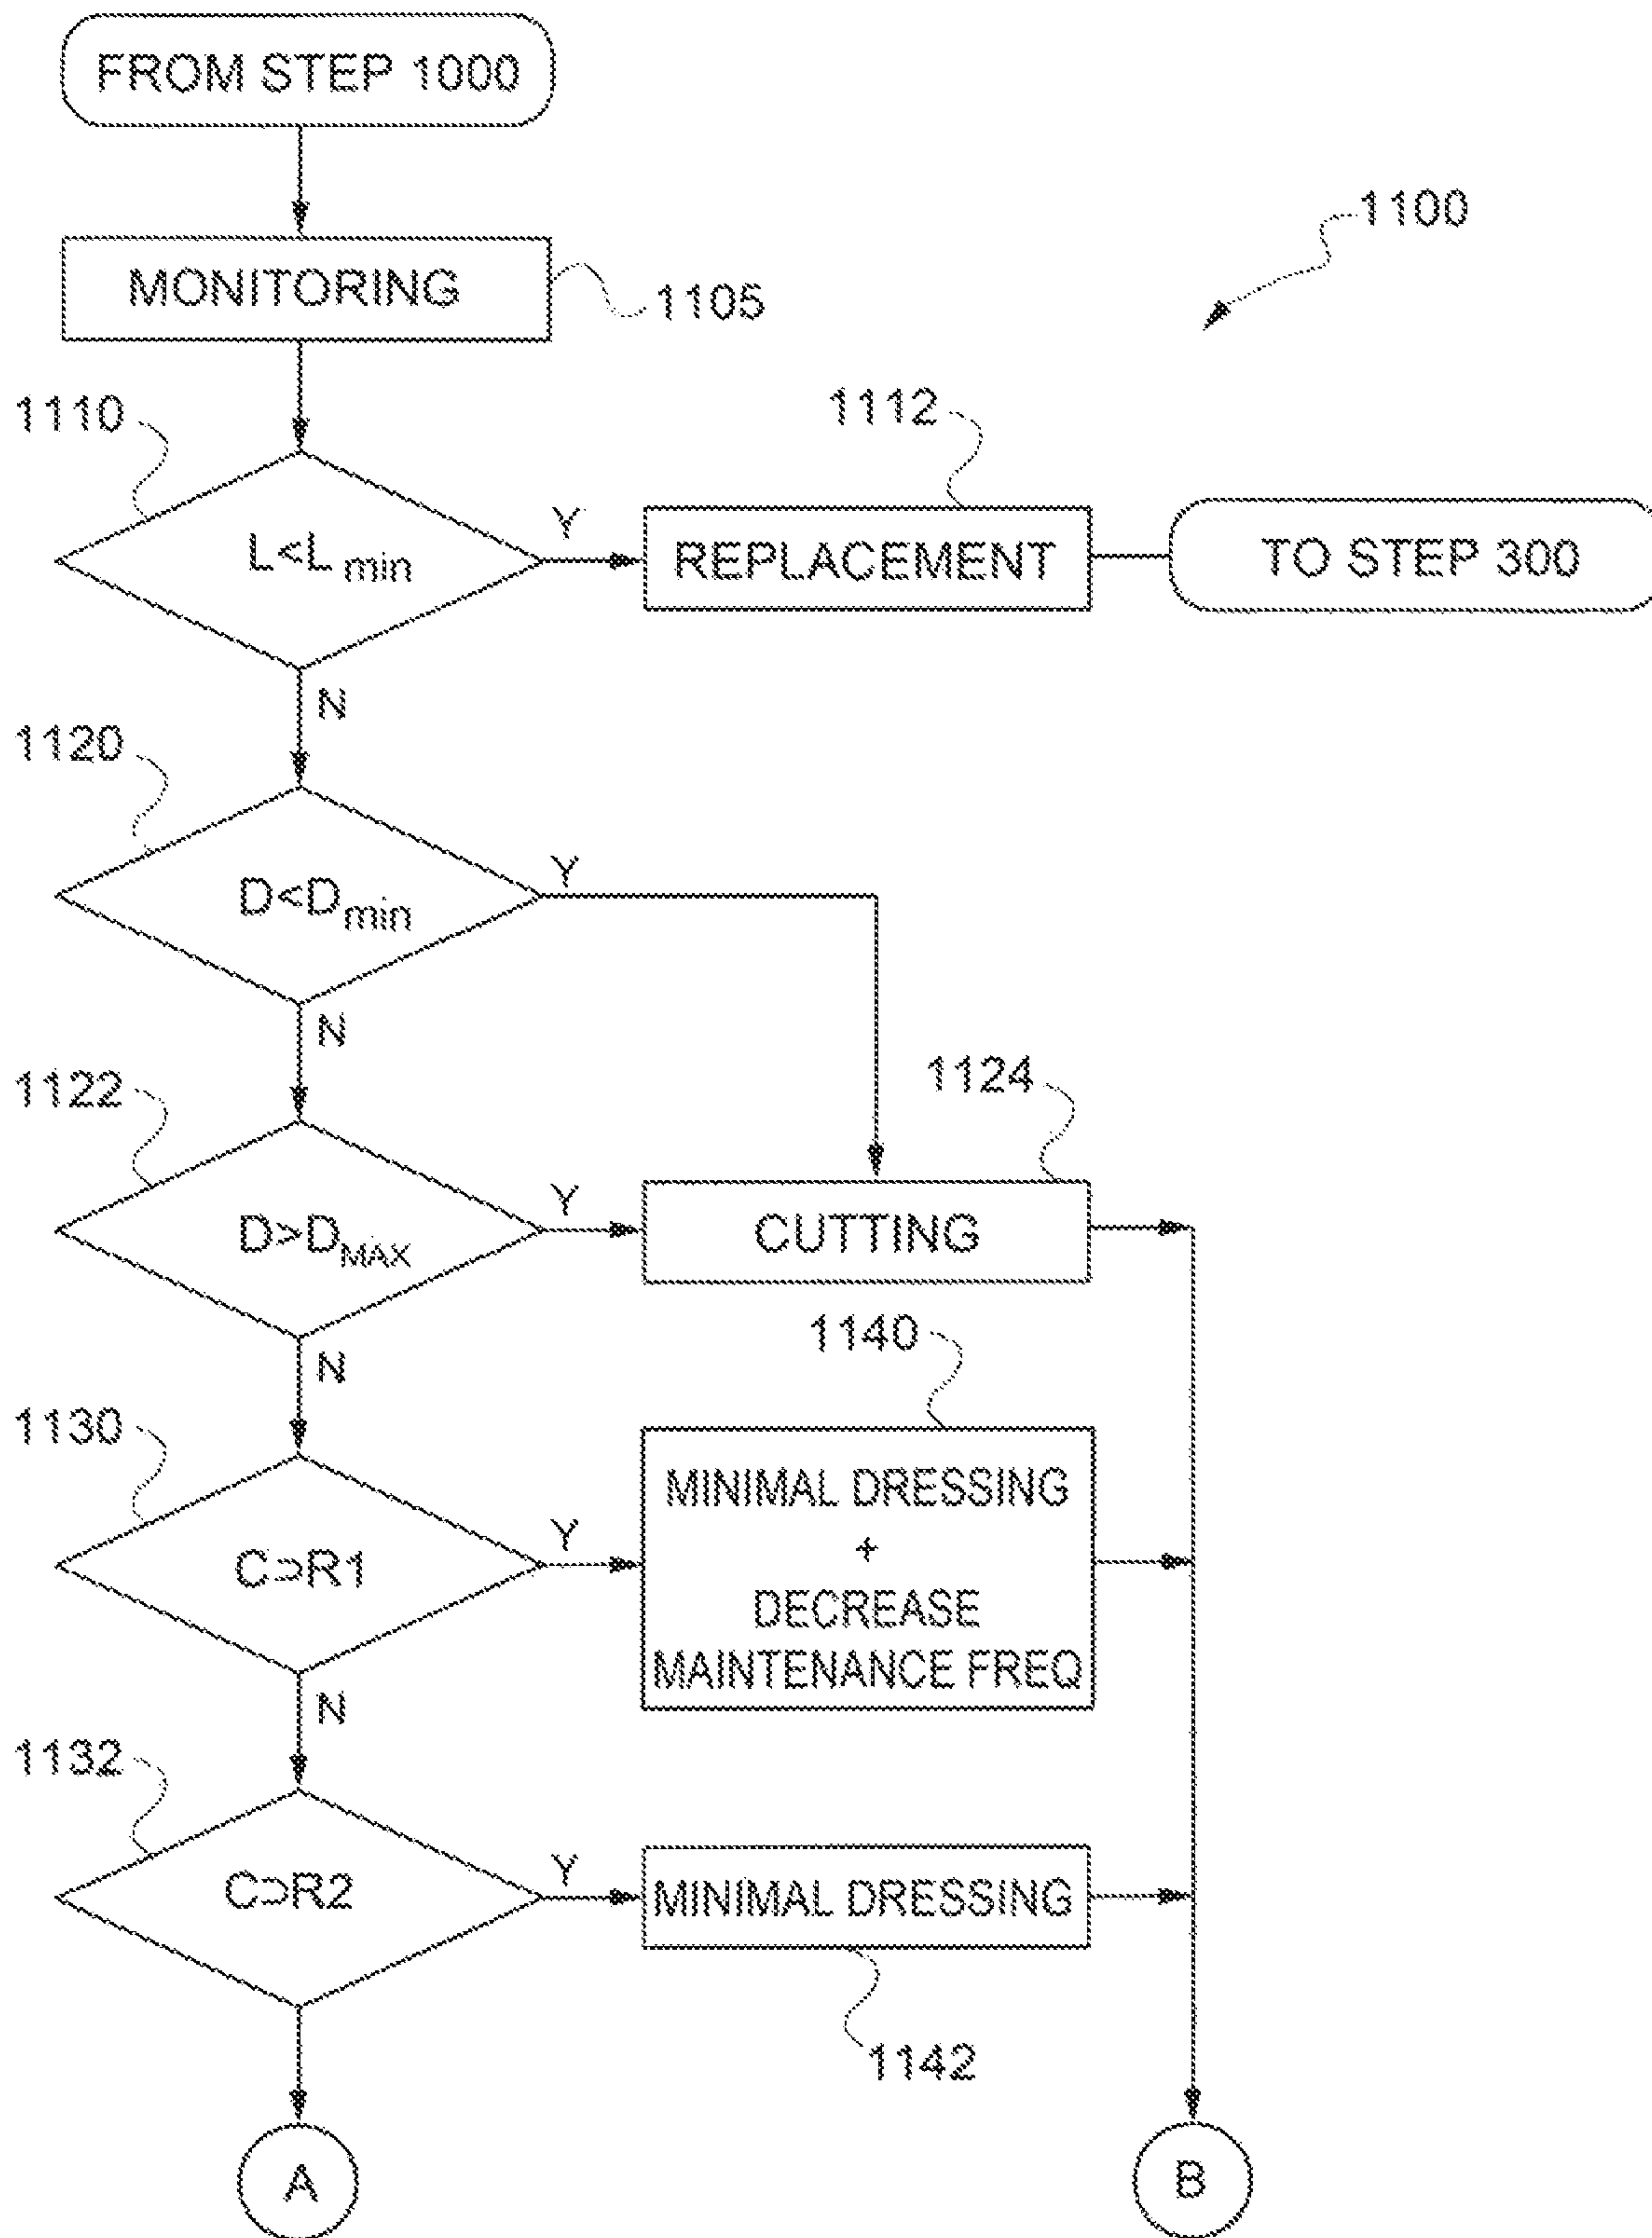 FROM STEP 1000
1100
MONITORING
1105
1110
1112
L<Lmin
Y
REPLACEMENT
TO STEP 300
N
1120
D<Dmin
Y
N
1122
1124
D>DMAX
Y
CUTTING
N
1140
1130
C⊃R1
Y
MINIMAL DRESSING
+
DECREASE
MAINTENANCE FREQ
N
1132
C⊃R2
Y
MINIMAL DRESSING
1142
A
B